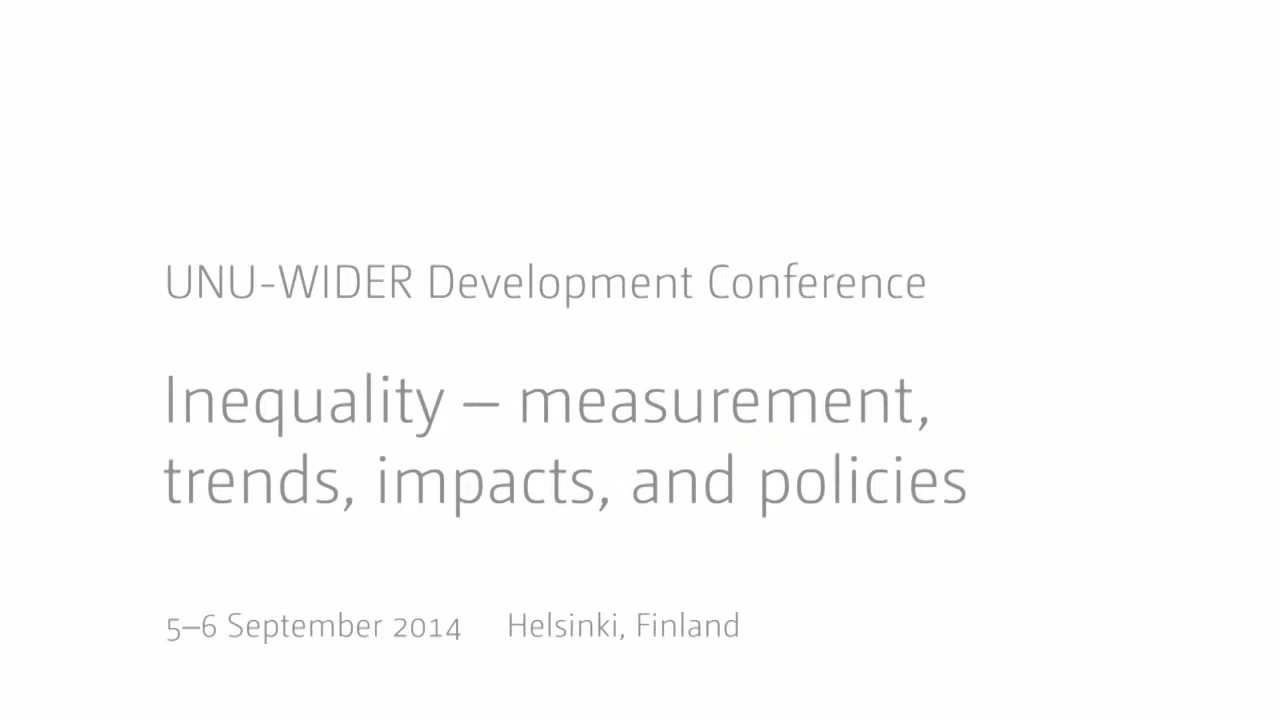 UNU-WIDER Development Conference
Inequality – measurement,
trends, impacts, and policies
5–6 September 2014 Helsinki, Finland